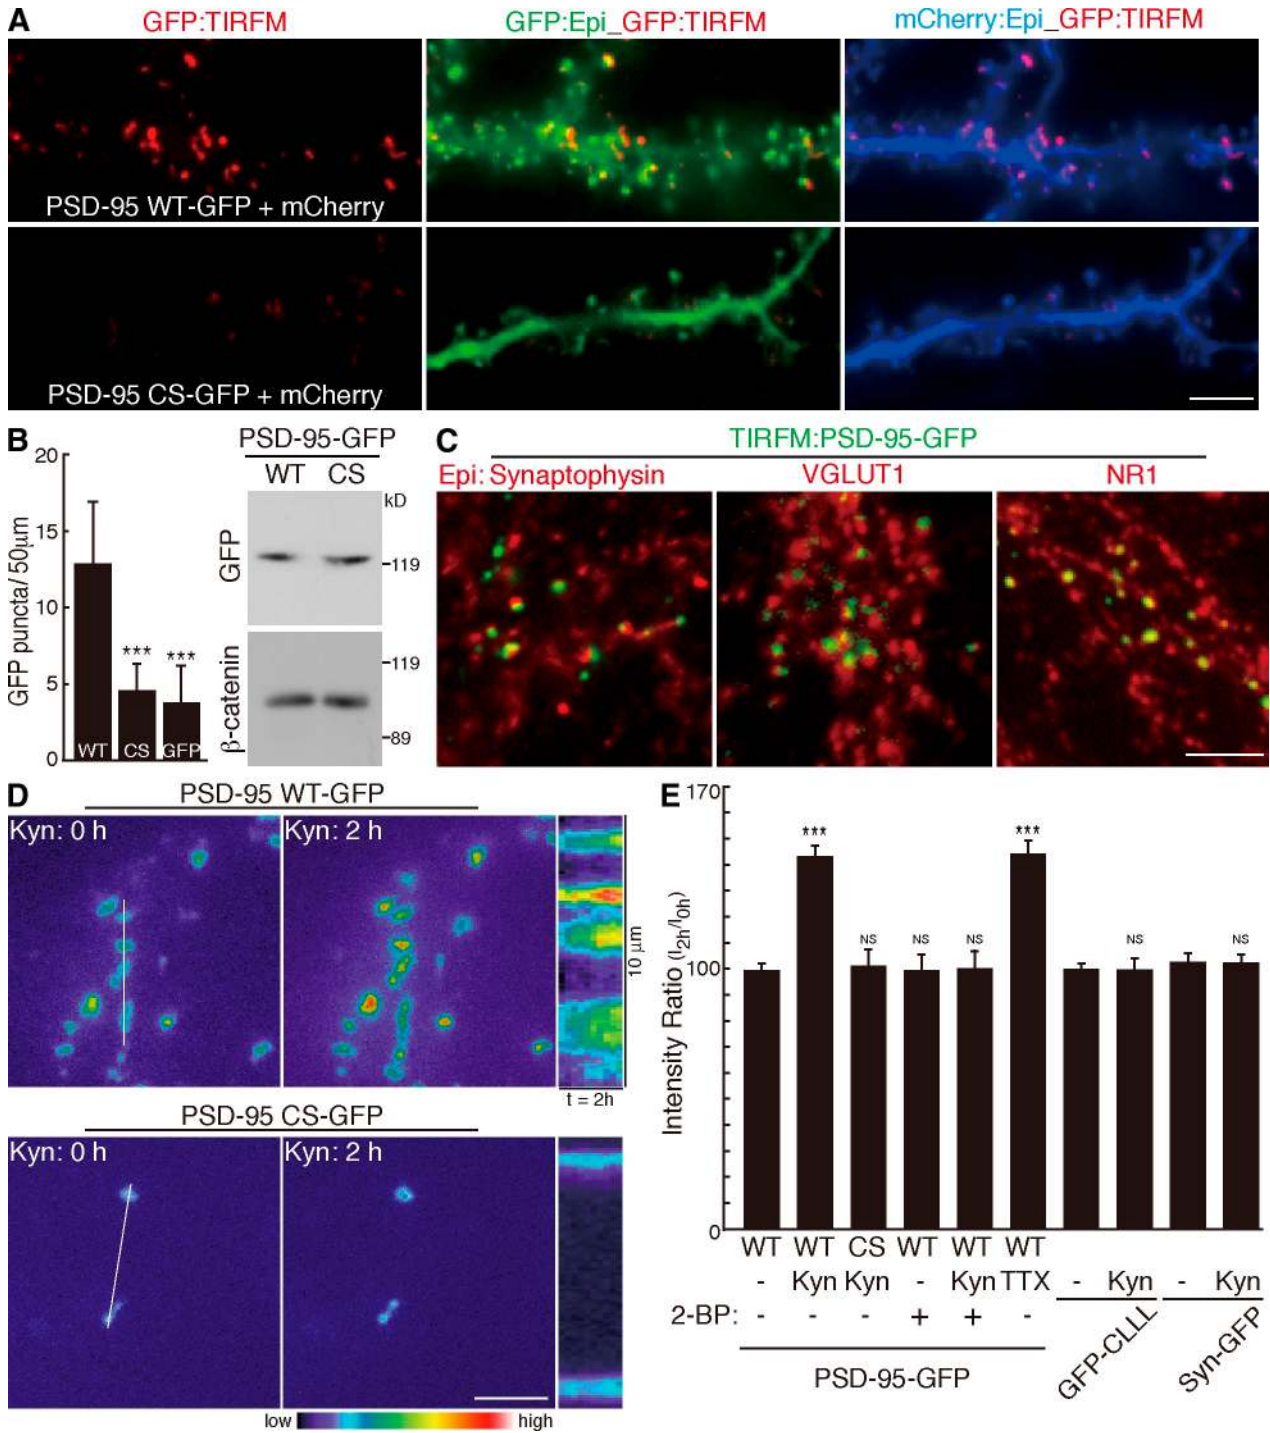 A
GFP:TIRFM
GFP:Epi_GFP:TIRFM
mCherry:Epi_GFP:TIRFM
PSD-95 WT-GFP + mCherry
PSD-95 CS-GFP + mCherry
B
GFP puncta/ 50μm
20
15
10
5
0
***
***
WT
CS
GFP
PSD-95-GFP
WT CS
kD
GFP
-119
β-catenin
-119
-89
C
TIRFM:PSD-95-GFP
Epi: Synaptophysin
VGLUT1
NR1
D
PSD-95 WT-GFP
Kyn: 0 h
Kyn: 2 h
10 μm
t = 2h
PSD-95 CS-GFP
Kyn: 0 h
Kyn: 2 h
low
high
E
Intensity Ratio (I2h/I0h)
170
100
0
*** NS NS NS *** NS NS
WT WT CS WT WT WT
- Kyn Kyn - Kyn TTX - Kyn - Kyn
2-BP: - - - + + -
PSD-95-GFP
GFP-CLLL
Syn-GFP